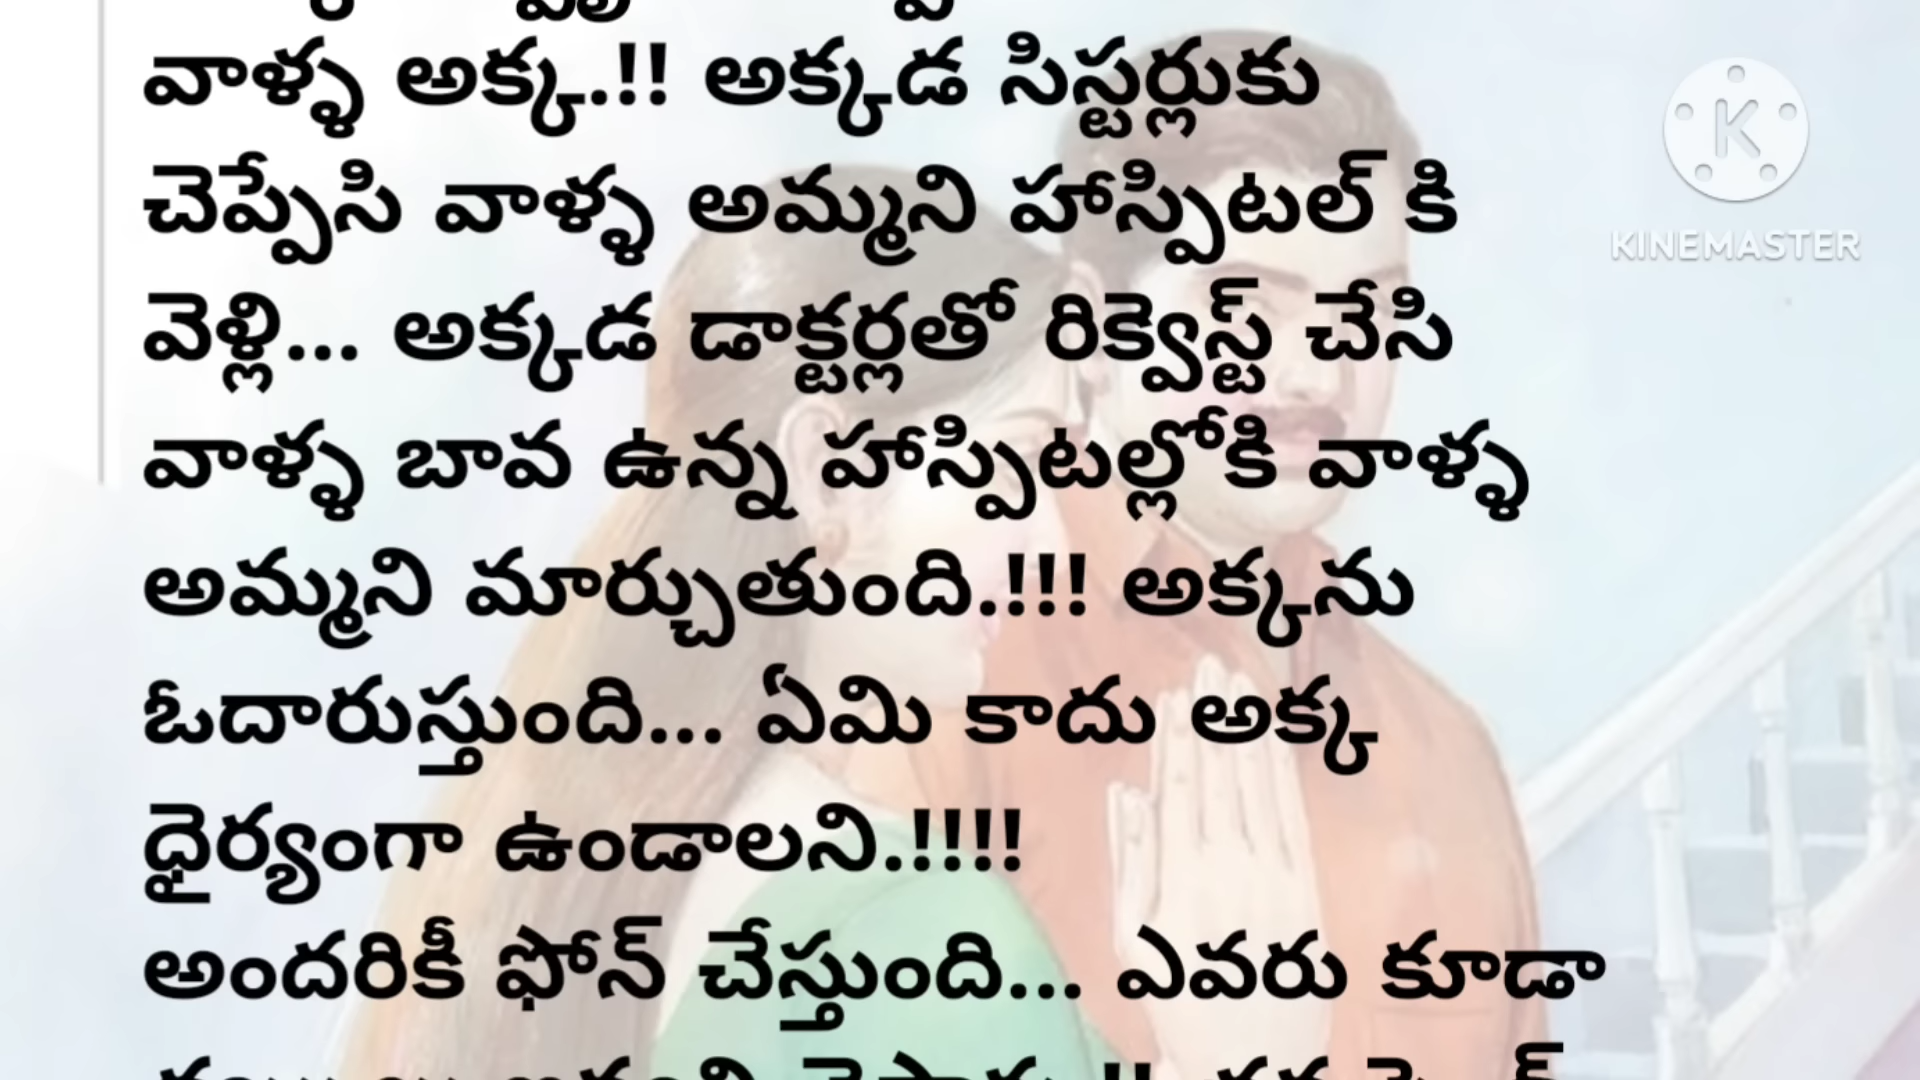 వాళ్ళ అక్క.!! అక్కడ సిస్టర్లుకు
చెప్పేసి వాళ్ళ అమ్మని హాస్పిటల్ కి
వెళ్లి... అక్కడ డాక్టర్లతో రిక్వెస్ట్ చేసి
వాళ్ళ బావ ఉన్న హాస్పిటల్లోకి వాళ్ళ
అమ్మని మార్చుతుంది.!!! అక్కను
ఓదారుస్తుంది... ఏమి కాదు అక్క
ధైర్యంగా ఉండాలని.!!!!
అందరికీ ఫోన్ చేస్తుంది... ఎవరు కూడా
K
KINEMASTER